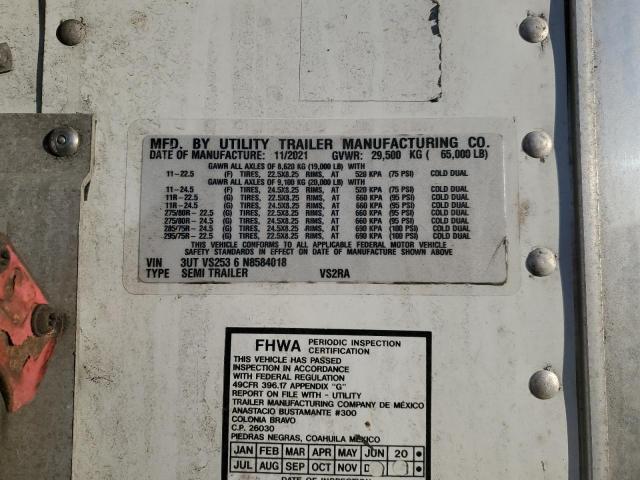 MFD. BY UTILITY TRAILER MANUFACTURING CO.
DATE OF MANUFACTURE: 11/2021 GVWR: 29,500 KG ( 65,000 LB)
GAWR ALL AXLES OF 8,620 KG (19,000 LB) WITH
11-22.5 (F) TIRES, 22.5X8.25 RIMS, AT 520 KPA (75 PSI) COLD DUAL
GAWR ALL AXLES OF 9,100 KG (20,000 LB) WITH
11-24.5 (F) TIRES, 24.5X8.25 RIMS, AT 520 KPA (75 PSI) COLD DUAL
11R-22.5 (G) TIRES, 22.5X8.25 RIMS, AT 660 KPA (95 PSI) COLD DUAL
11R-24.5 (G) TIRES, 24.5X8.25 RIMS, AT 660 KPA (95 PSI) COLD DUAL
275/80R-22.5 (G) TIRES, 22.5X8.25 RIMS, AT 660 KPA (95 PSI) COLD DUAL
275/80R-24.5 (G) TIRES, 24.5X8.25 RIMS, AT 660 KPA (95 PSI) COLD DUAL
285/75R-24.5 (G) TIRES, 24.5X8.25 RIMS, AT 690 KPA (100 PSI) COLD DUAL
295/75R-22.5 (G) TIRES, 22.5X8.25 RIMS, AT 690 KPA (100 PSI) COLD DUAL
THIS VEHICLE CONFORMS TO ALL APPLICABLE FEDERAL MOTOR VEHICLE
SAFETY STANDARDS IN EFFECT ON DATE OF MANUFACTURE SHOWN ABOVE
VIN 3UT VS253 6 N8584018
TYPE SEMI TRAILER VS2RA
FHWA PERIODIC INSPECTION
CERTIFICATION
THIS VEHICLE HAS PASSED
INSPECTION IN ACCORDANCE
WITH FEDERAL REGULATION
49CFR 396.17 APPENDIX "G"
REPORT ON FILE WITH - UTILITY
TRAILER MANUFACTURING COMPANY DE MÉXICO
ANASTACIO BUSTAMANTE #300
COLONIA BRAVO
C.P. 26030
PIEDRAS NEGRAS, COAHUILA MÉXICO
JAN FEB MAR APR MAY JUN 20
JUL AUG SEP OCT NOV D
DATE OF INSPECTION